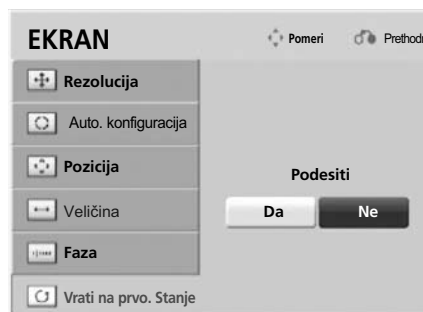 EKRAN
Pomeri
Rezolucija
Auto. konfiguracija
Pozicija
Veličina
Faza
Vrati na prvo. Stanje
Podesiti
Da
Ne